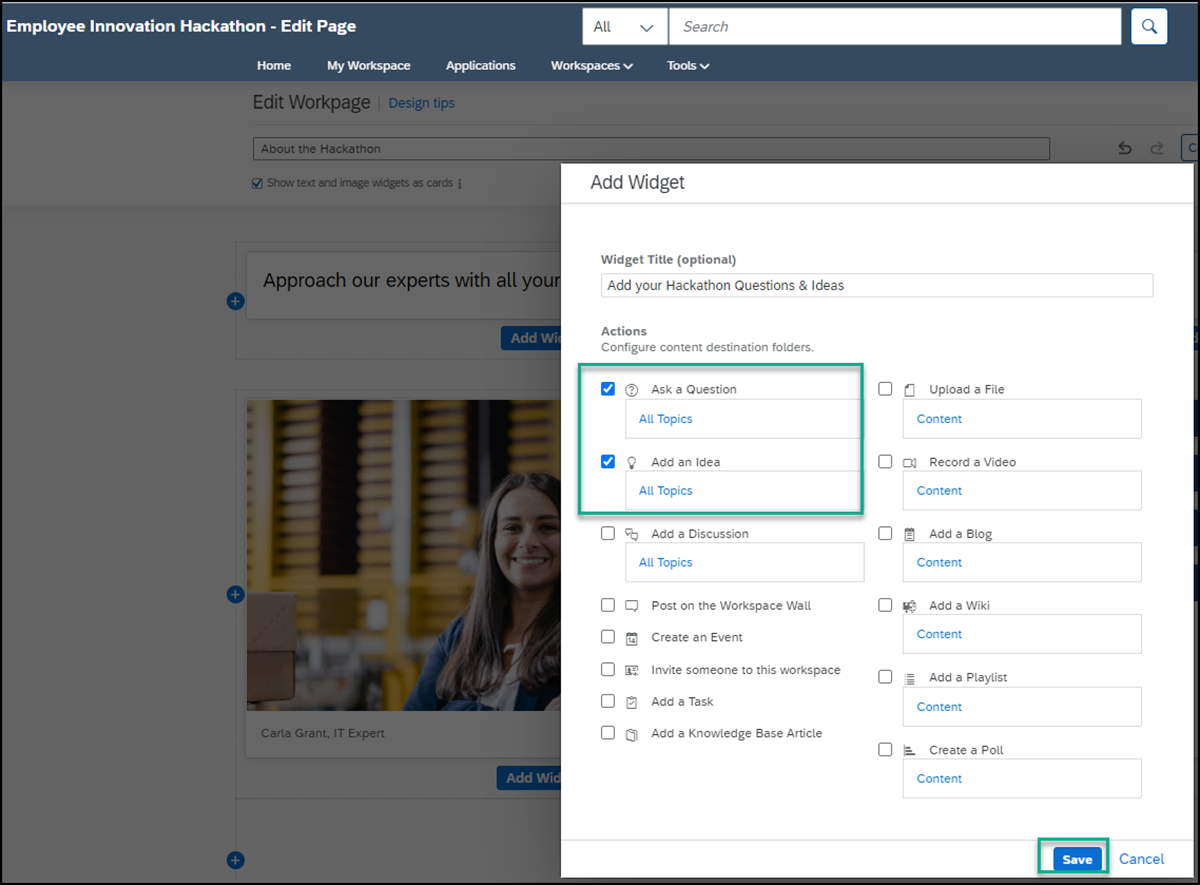 Employee Innovation Hackathon - Edit Page
All
Search
Home
My Workspace
Applications
Workspaces
Tools
Edit Workpage
Design tips
About the Hackathon
Show text and image widgets as cards
Approach our experts with all your
Add
Carla Grant, IT Expert
Add
Add Widget
Widget Title (optional)
Add your Hackathon Questions & Ideas
Actions
Configure content destination folders.
Ask a Question
All Topics
Add an Idea
All Topics
Add a Discussion
All Topics
Post on the Workspace Wall
14
Create an Event
Invite someone to this workspace
Add a Task
Add a Knowledge Base Article
Upload a File
Content
Record a Video
Content
Add a Blog
Content
Add a Wiki
Content
Add a Playlist
Content
Create a Poll
Content
Save
Cancel